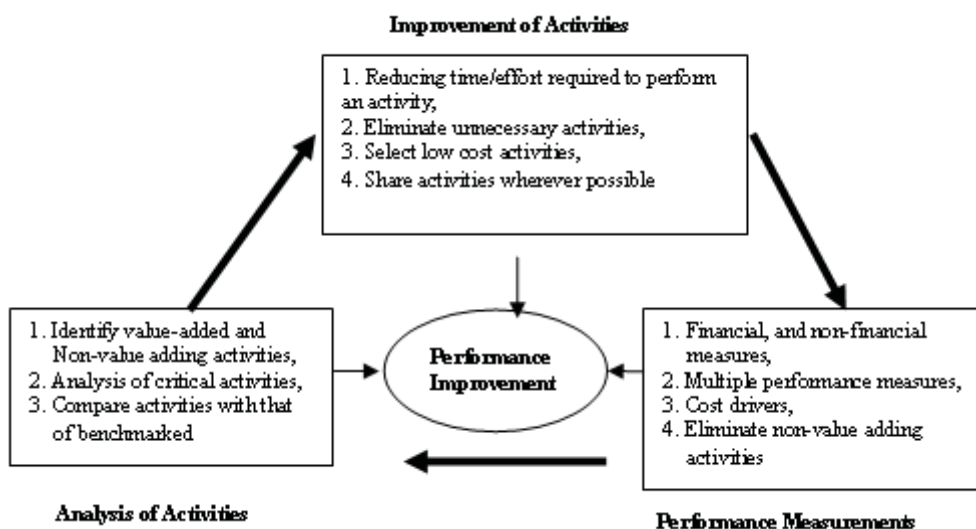 Improvement of Activities
1. Reducing time/effort required to perform
an activity,
2. Eliminate unnecessary activities,
3. Select low cost activities,
4. Share activities wherever possible
1. Identify value-added and
Non-value adding activities,
2. Analysis of critical activities,
3. Compare activities with that
of benchmarked
Performance
Improvement
1. Financial, and non-financial
measures,
2. Multiple performance measures,
3. Cost drivers,
4. Eliminate non-value adding
activities
Analysis of Activities
Performance Measurements